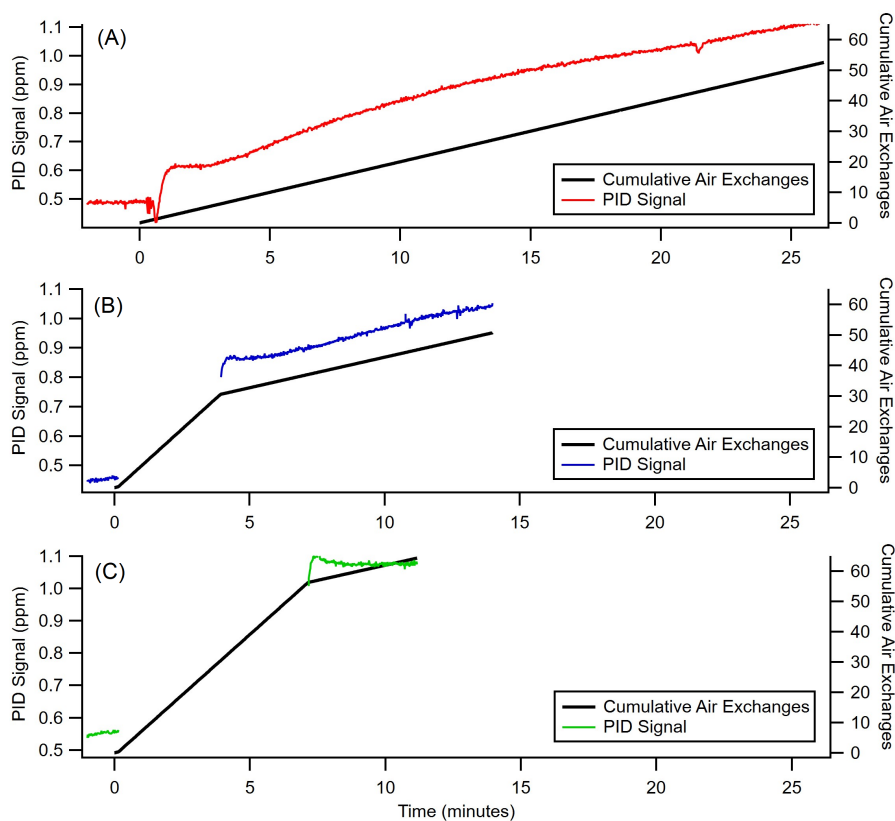 (A)
PID Signal (ppm)
1.1
1.0
0.9
0.8
0.7
0.6
0.5
Cumulative Air Exchanges
60
50
40
30
20
10
0
Cumulative Air Exchanges
PID Signal
0 5 10 15 20 25
(B)
PID Signal (ppm)
1.1
1.0
0.9
0.8
0.7
0.6
0.5
Cumulative Air Exchanges
60
50
40
30
20
10
0
Cumulative Air Exchanges
PID Signal
0 5 10 15 20 25
(C)
PID Signal (ppm)
1.1
1.0
0.9
0.8
0.7
0.6
0.5
Cumulative Air Exchanges
60
50
40
30
20
10
0
Cumulative Air Exchanges
PID Signal
0 5 10 15 20 25
Time (minutes)